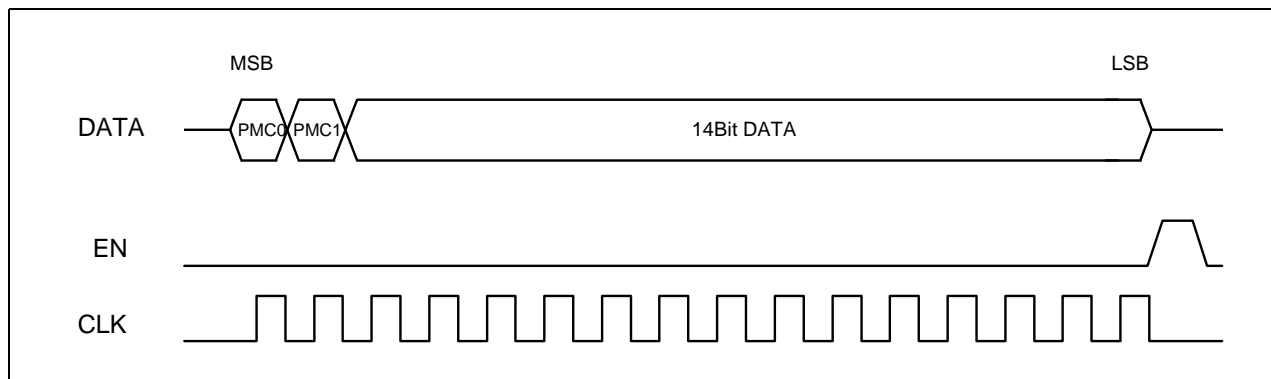 MSB LSB
DATA PMC0 PMC1 14Bit DATA
EN
CLK